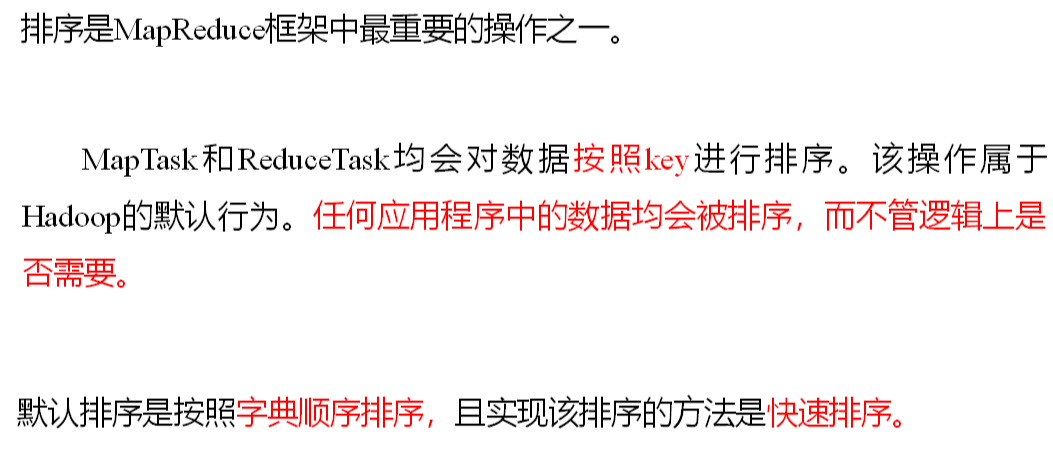 排序是MapReduce框架中最重要的操作之一。
MapTask和ReduceTask均会对数据按照key进行排序。该操作属于
Hadoop的默认行为。任何应用程序中的数据均会被排序，而不管逻辑上是
否需要。
默认排序是按照字典顺序排序，且实现该排序的方法是快速排序。